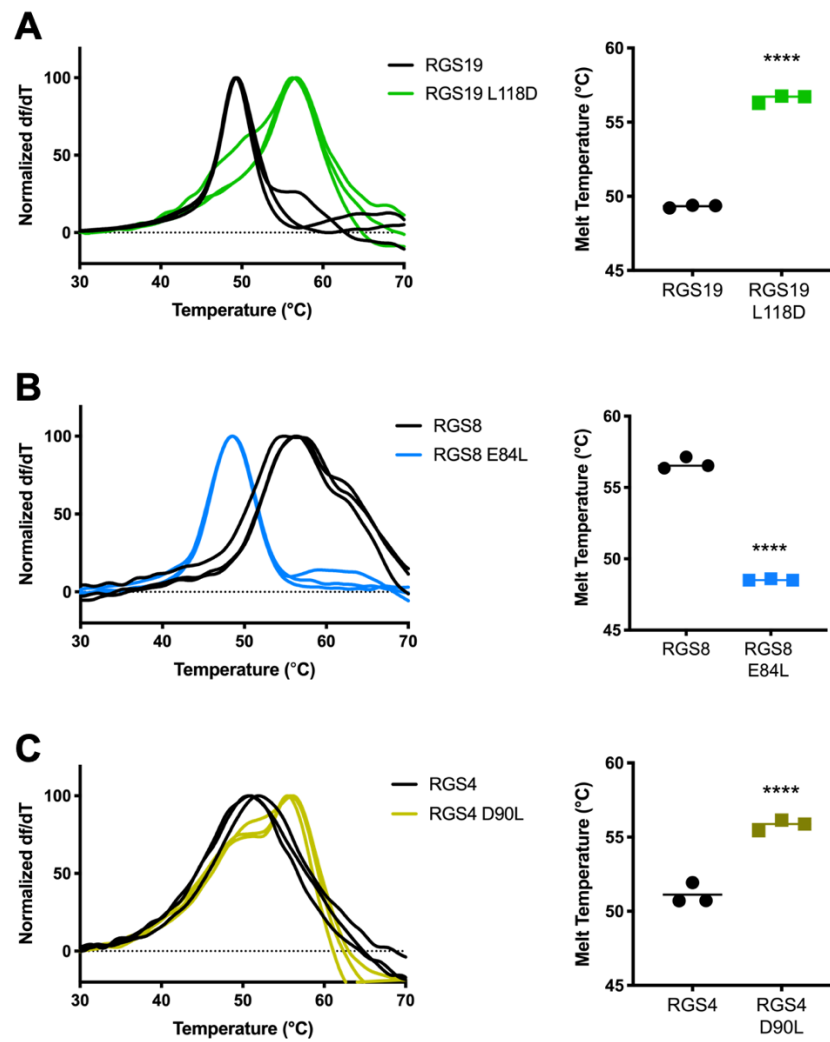 A
Normalized df/dT
100
50
0
30
40
50
60
70
Temperature (°C)
RGS19
RGS19 L118D
Melt Temperature (°C)
60
55
50
45
****
RGS19
RGS19
L118D
B
Normalized df/dT
100
50
0
30
40
50
60
70
Temperature (°C)
RGS8
RGS8 E84L
Melt Temperature (°C)
60
55
50
45
****
RGS8
RGS8
E84L
C
Normalized df/dT
100
50
0
30
40
50
60
70
Temperature (°C)
RGS4
RGS4 D90L
Melt Temperature (°C)
60
55
50
45
****
RGS4
RGS4
D90L